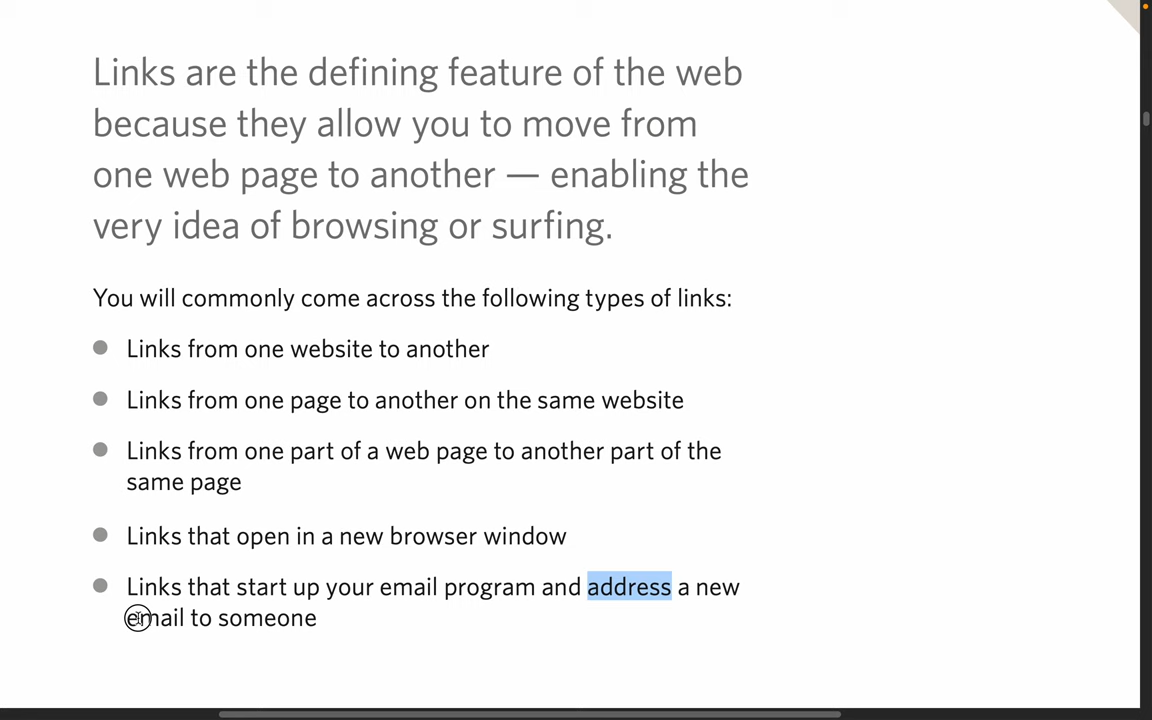 Links are the defining feature of the web
because they allow you to move from
one web page to another — enabling the
very idea of browsing or surfing.
You will commonly come across the following types of links:
Links from one website to another
Links from one page to another on the same website
Links from one part of a web page to another part of the
same page
Links that open in a new browser window
Links that start up your email program and address a new
email to someone